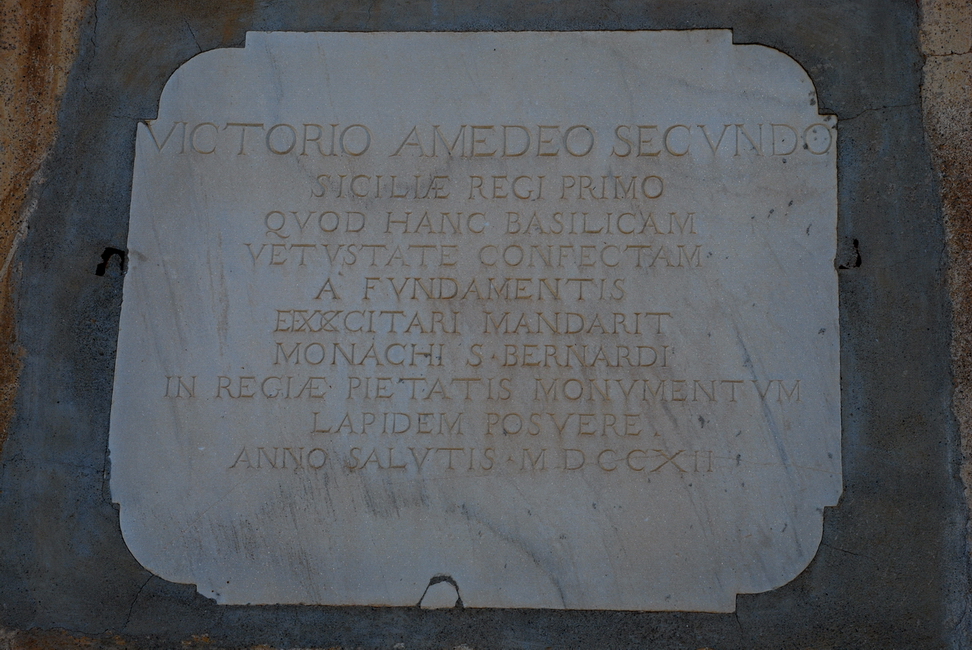 VICTORIO AMEDEO SECVNDO
SICILIÆ REGI PRIMO
QVOD HANC BASILICAM
VETVSTATE CONFECTAM
A FVNDAMENTIS
EXXCITARI MANDARIT
MONACHI S· BERNARDI
IN REGIÆ· PIETATIS MONVMENTVM
LAPIDEM POSVERE
ANNO SALVTIS · M D C C X I I